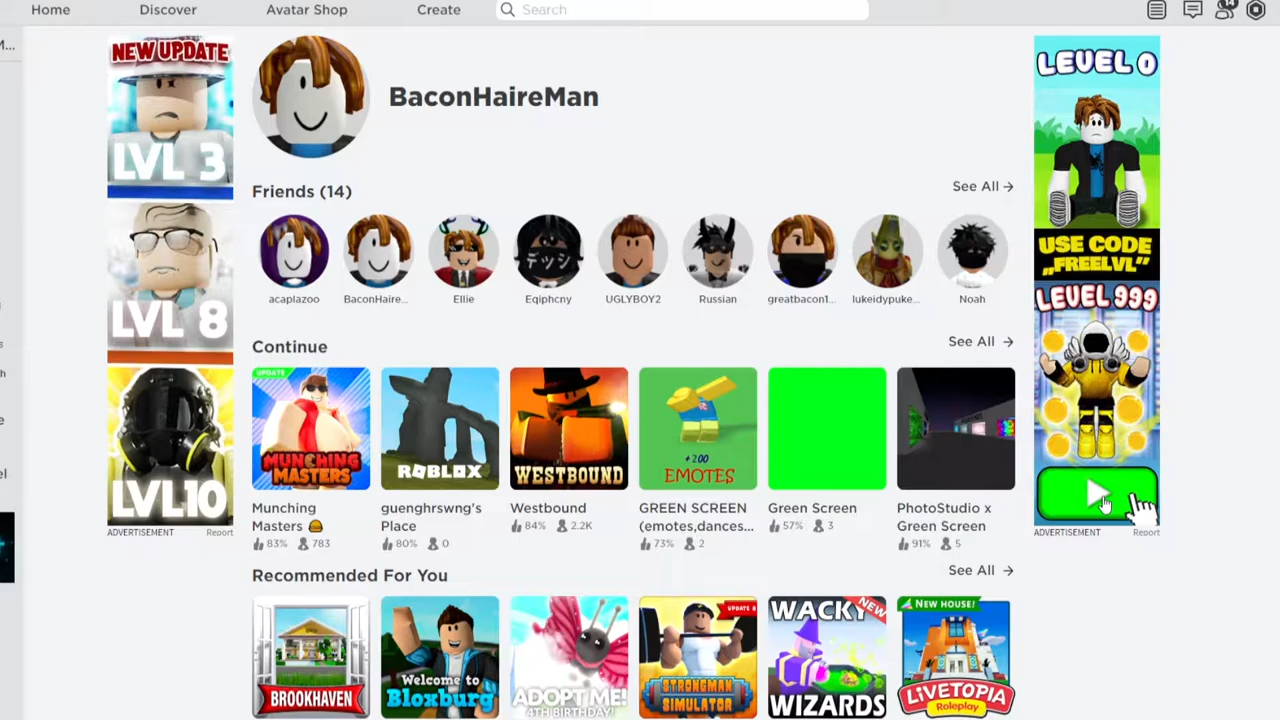 Home
Discover
Avatar Shop
Create
Search
M...
NEW UPDATE
LVL 3
LVL 8
LVL10
ADVERTISEMENT
Report
BaconHaireMan
Friends (14)
See All →
acaplazoo
BaconHaire...
Ellie
Eqiphcny
デッシ
UGLYBOY2
Russian
greatbacon1...
lukeidypuke...
Noah
Continue
See All →
UPDATE
MUNCHING
MASTERS
ROBLOX
WESTBOUND
+200
EMOTES
Munching
Masters 🍔
83% 783
guenghrswng's
Place
80% 0
Westbound
84% 2.2K
GREEN SCREEN
(emotes,dances...
73% 2
Green Screen
57% 3
PhotoStudio x
Green Screen
91% 5
Recommended For You
See All →
BROOKHAVEN
Welcome to
Bloxburg
ADOPT ME!
4TH BIRTHDAY!
UPDATE 8
STRONGMAN
SIMULATOR
WACKY
NEW
WIZARDS
NEW HOUSE!
LiVETOPiA
Roleplay
LEVEL 0
USE CODE
„FREELVL”
LEVEL 999
ADVERTISEMENT
Report